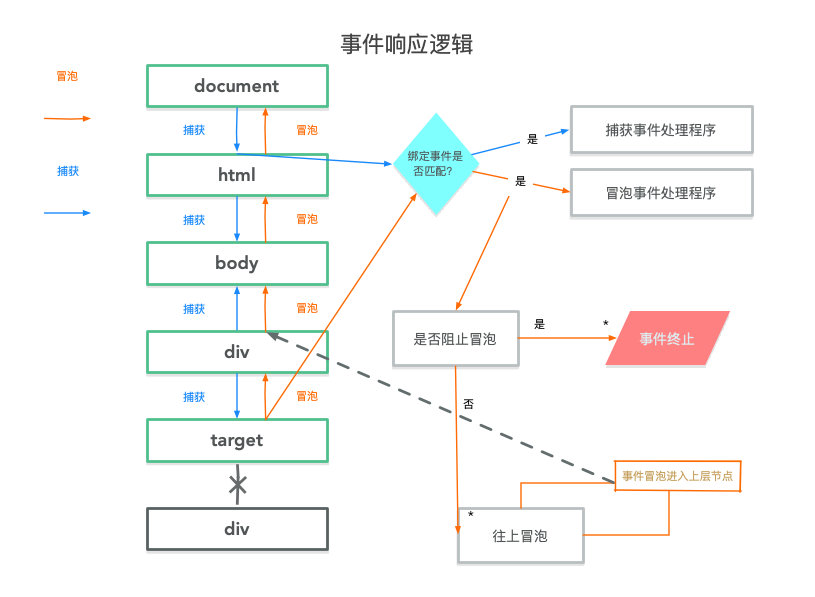 事件响应逻辑
冒泡
捕获
document
捕获
冒泡
html
捕获
冒泡
body
捕获
冒泡
div
捕获
冒泡
target
div
绑定事件是
否匹配?
是
捕获事件处理程序
是
冒泡事件处理程序
是否阻止冒泡
是
*
事件终止
否
事件冒泡进入上层节点
*
往上冒泡